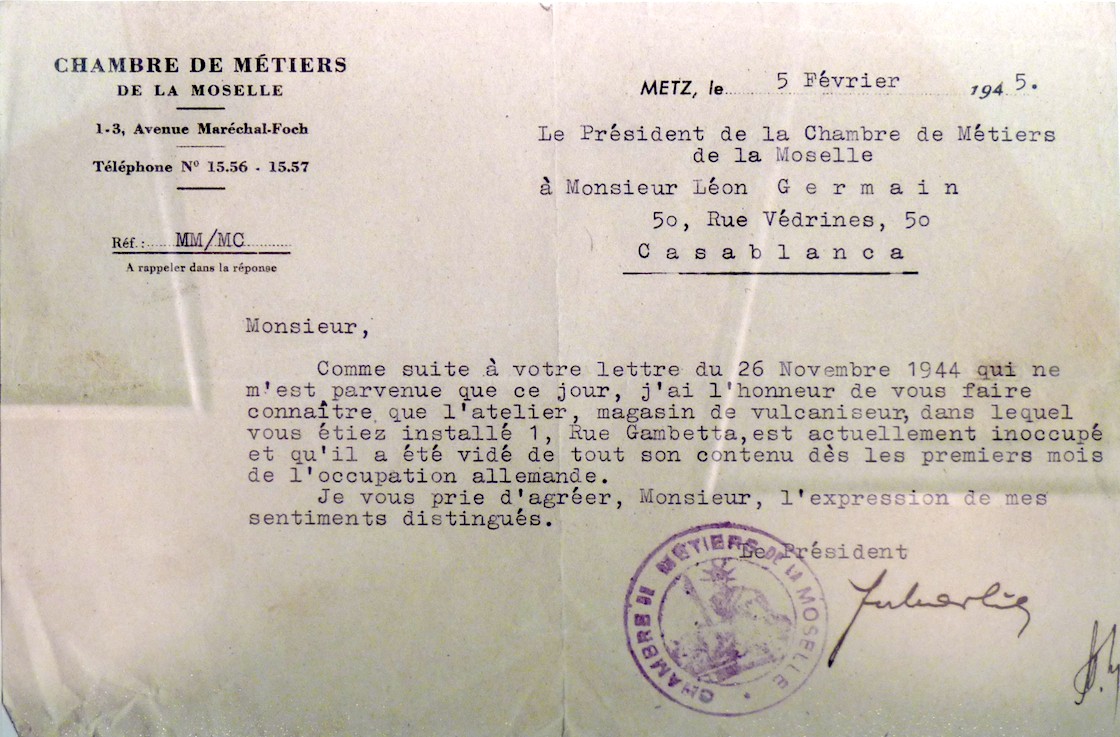 CHAMBRE DE MÉTIERS
DE LA MOSELLE
1-3, Avenue Maréchal-Foch
Téléphone N° 15.56 - 15.57
Réf.: MM/MC
A rappeler dans la réponse
METZ, le 5 Février 1945.
Le Président de la Chambre de Métiers
de la Moselle
à Monsieur Léon Germain
50, Rue Védrines, 50
Casablanca
Monsieur,
Comme suite à votre lettre du 26 Novembre 1944 qui ne
m'est parvenue que ce jour, j'ai l'honneur de vous faire
connaître que l'atelier, magasin de vulcaniseur, dans lequel
vous étiez installé 1, Rue Gambetta, est actuellement inoccupé
et qu'il a été vidé de tout son contenu dès les premiers mois
de l'occupation allemande.
Je vous prie d'agréer, Monsieur, l'expression de mes
sentiments distingués.
Le Président
CHAMBRE DE MÉTIERS DE LA MOSELLE